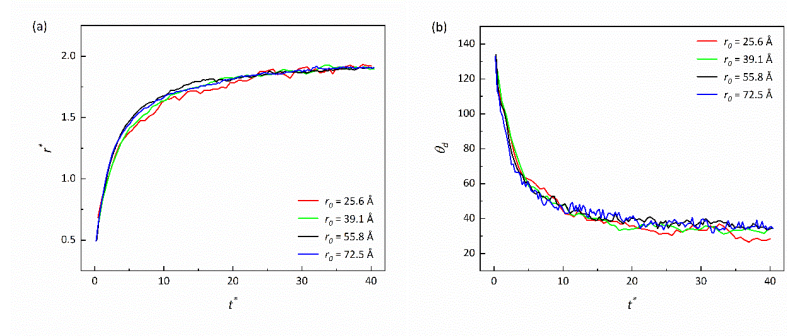 (a)
2.0
1.5
1.0
0.5
r*
r0 = 25.6 Å
r0 = 39.1 Å
r0 = 55.8 Å
r0 = 72.5 Å
0 10 20 30 40
t*
(b)
140
120
100
80
60
40
20
θd
r0 = 25.6 Å
r0 = 39.1 Å
r0 = 55.8 Å
r0 = 72.5 Å
0 10 20 30 40
t*